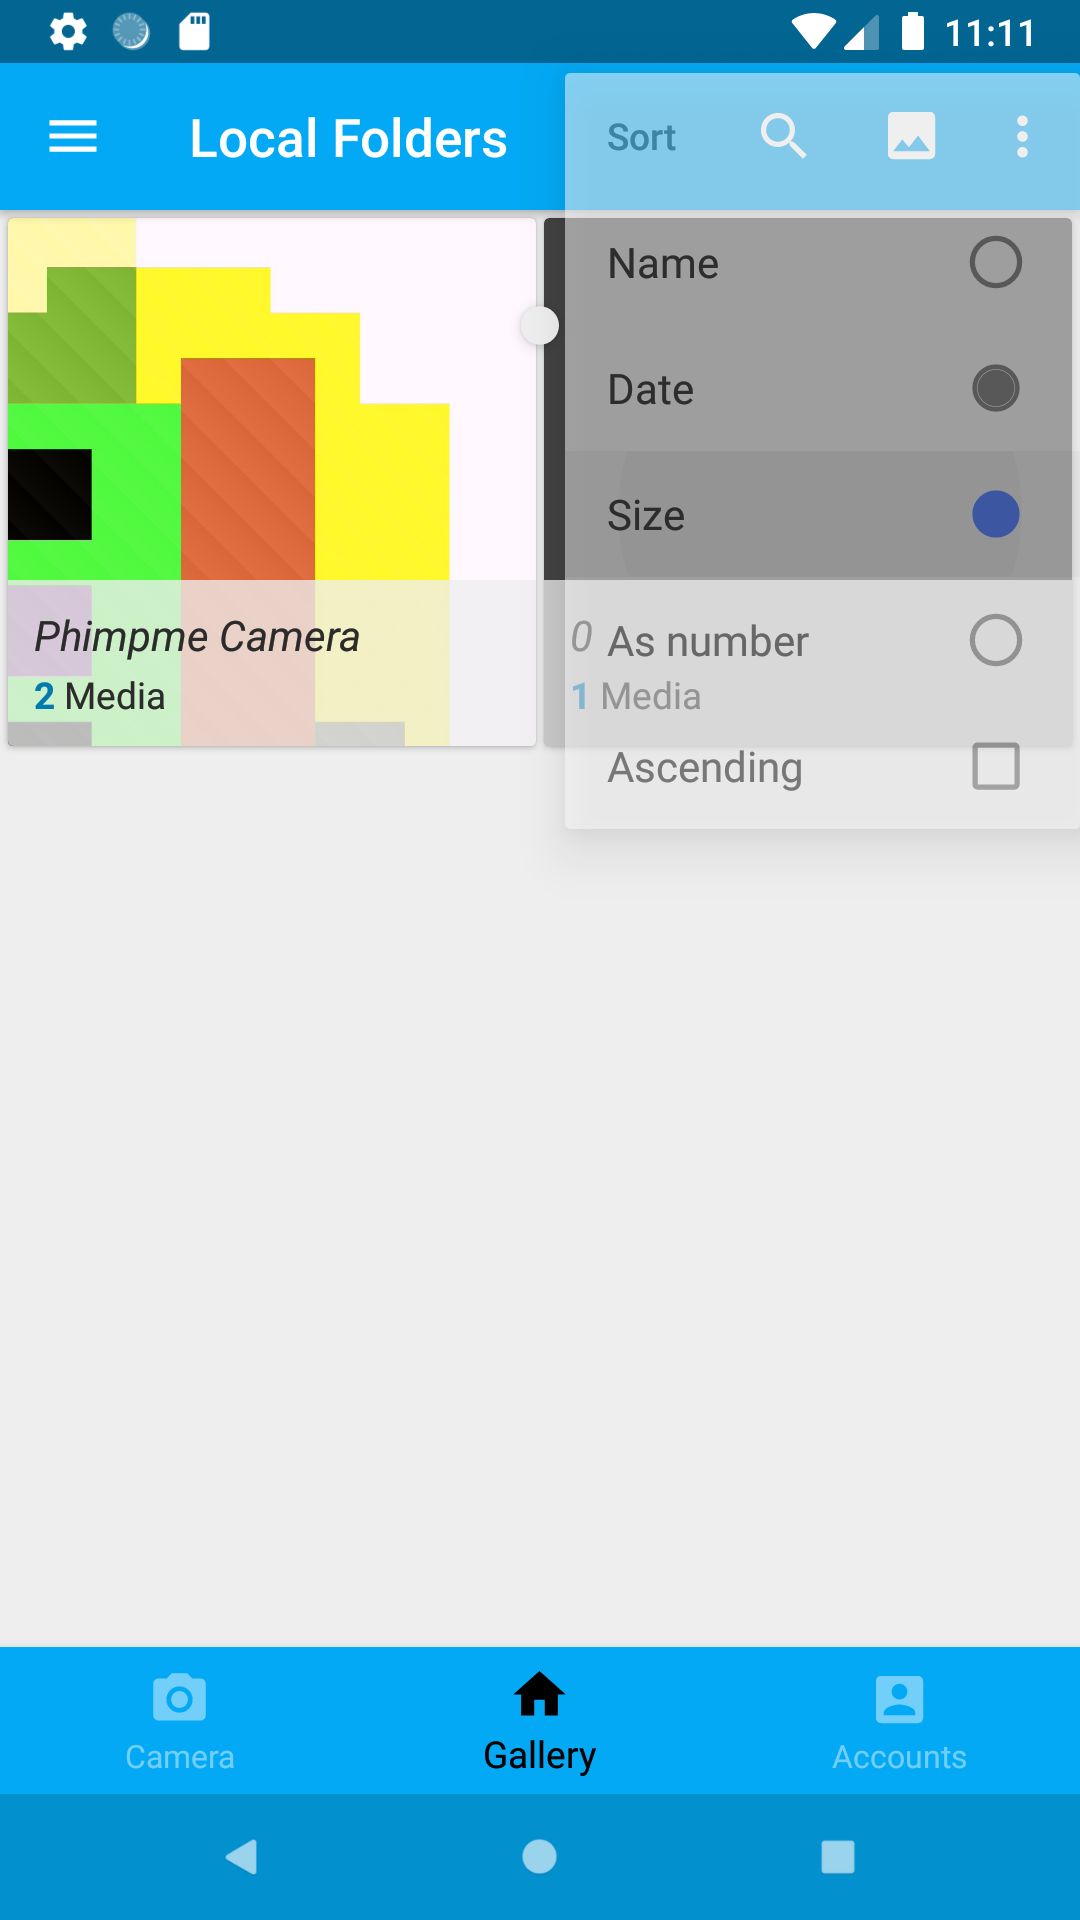 11:11
Local Folders
Sort
Name
Date
Size
As number
Ascending
Phimpme Camera
2 Media
0
1 Media
Camera
Gallery
Accounts